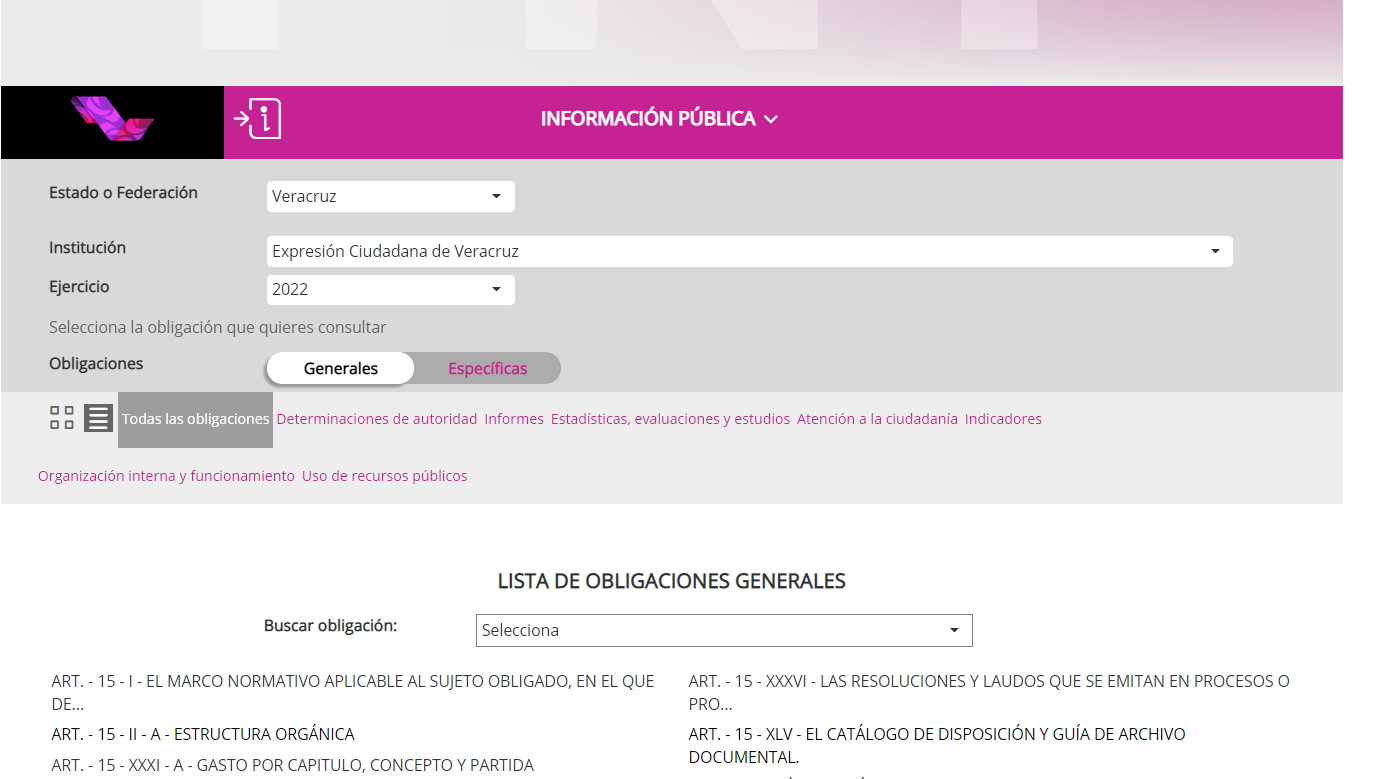 INFORMACIÓN PÚBLICA
Estado o Federación
Veracruz
Institución
Expresión Ciudadana de Veracruz
Ejercicio
2022
Selecciona la obligación que quieres consultar
Obligaciones
Generales
Específicas
Todas las obligaciones Determinaciones de autoridad Informes Estadísticas, evaluaciones y estudios Atención a la ciudadanía Indicadores
Organización interna y funcionamiento Uso de recursos públicos
LISTA DE OBLIGACIONES GENERALES
Buscar obligación:
Selecciona
ART. - 15 - I - EL MARCO NORMATIVO APLICABLE AL SUJETO OBLIGADO, EN EL QUE
DE...
ART. - 15 - II - A - ESTRUCTURA ORGÁNICA
ART. - 15 - XXXI - A - GASTO POR CAPITULO, CONCEPTO Y PARTIDA
ART. - 15 - XXXVI - LAS RESOLUCIONES Y LAUDOS QUE SE EMITAN EN PROCESOS O
PRO...
ART. - 15 - XLV - EL CATÁLOGO DE DISPOSICIÓN Y GUÍA DE ARCHIVO
DOCUMENTAL.